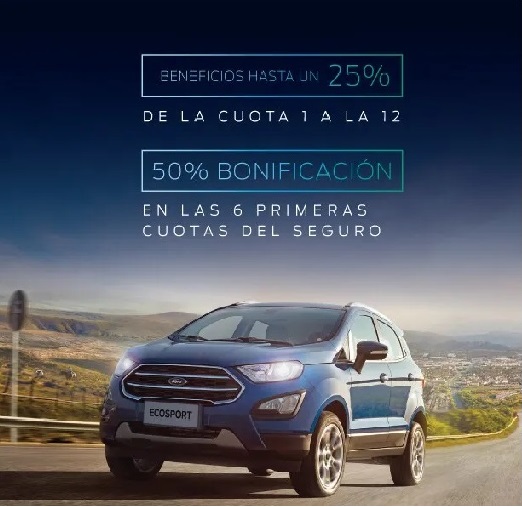 BENEFICIOS HASTA UN 25%
DE LA CUOTA 1 A LA 12
50% BONIFICACIÓN
EN LAS 6 PRIMERAS
CUOTAS DEL SEGURO
Ford
ECOSPORT